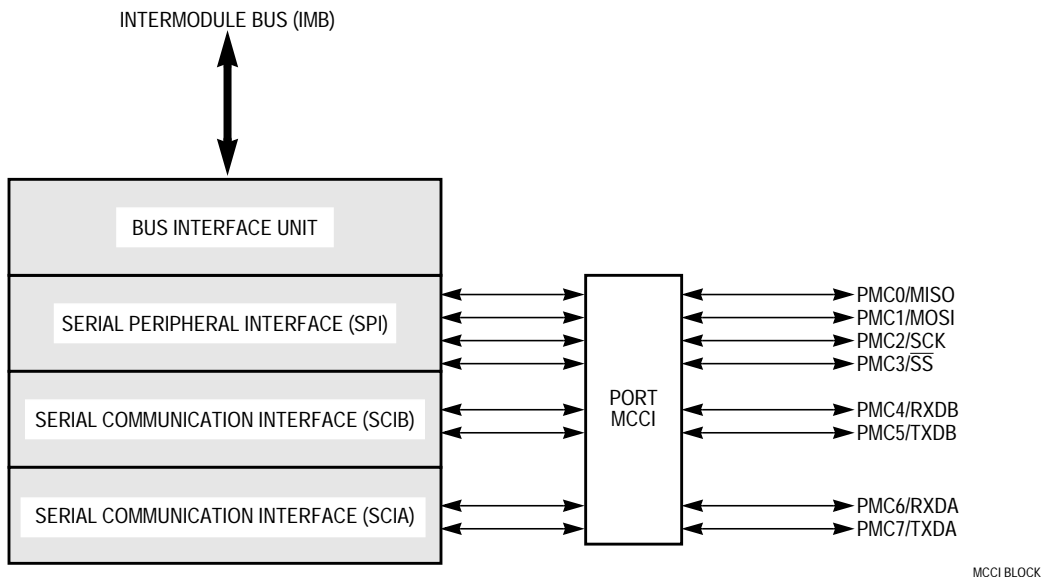 INTERMODULE BUS (IMB)
BUS INTERFACE UNIT
SERIAL PERIPHERAL INTERFACE (SPI)
SERIAL COMMUNICATION INTERFACE (SCIB)
SERIAL COMMUNICATION INTERFACE (SCIA)
PORT
MCCI
PMC0/MISO
PMC1/MOSI
PMC2/SCK
PMC3/S̅S̅
PMC4/RXDB
PMC5/TXDB
PMC6/RXDA
PMC7/TXDA
MCCI BLOCK